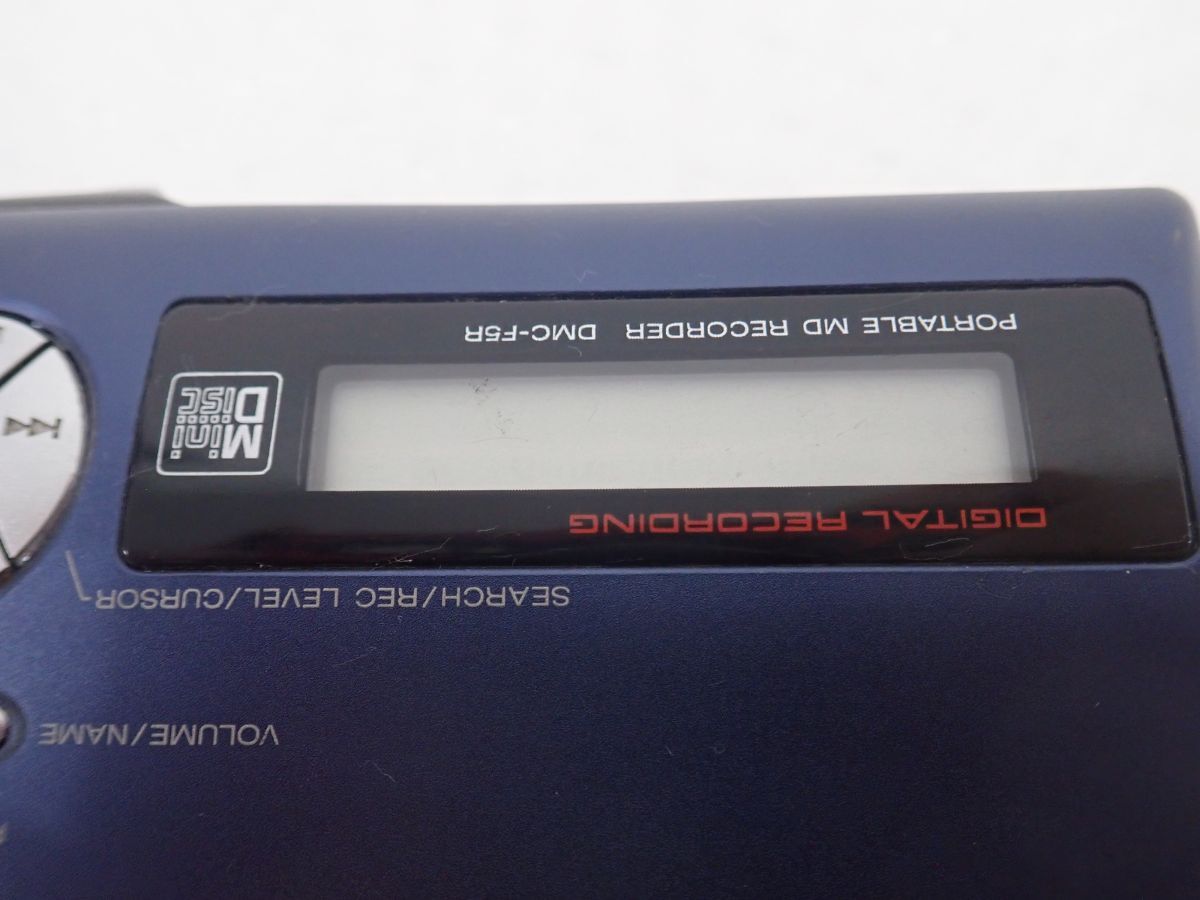 VOLUME/NAME
SEARCH/REC LEVEL/CURSOR
DIGITAL RECORDING
MiniDisc
PORTABLE MD RECORDER DMC-F5R